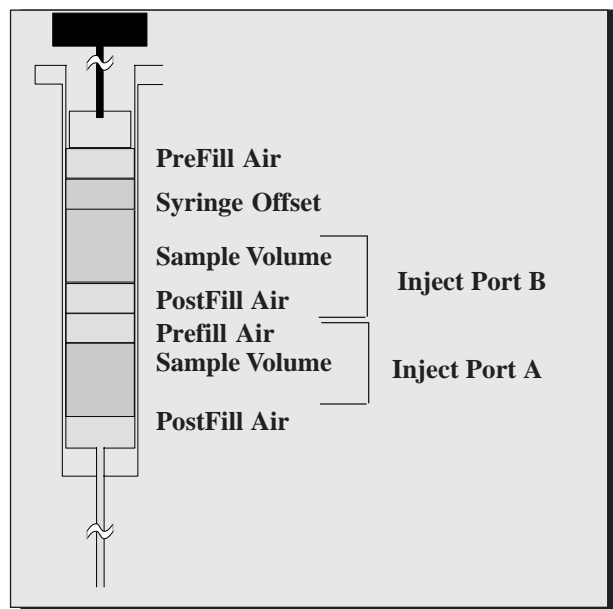 PreFill Air
Syringe Offset
Sample Volume
Inject Port B
PostFill Air
Prefill Air
Sample Volume
Inject Port A
PostFill Air